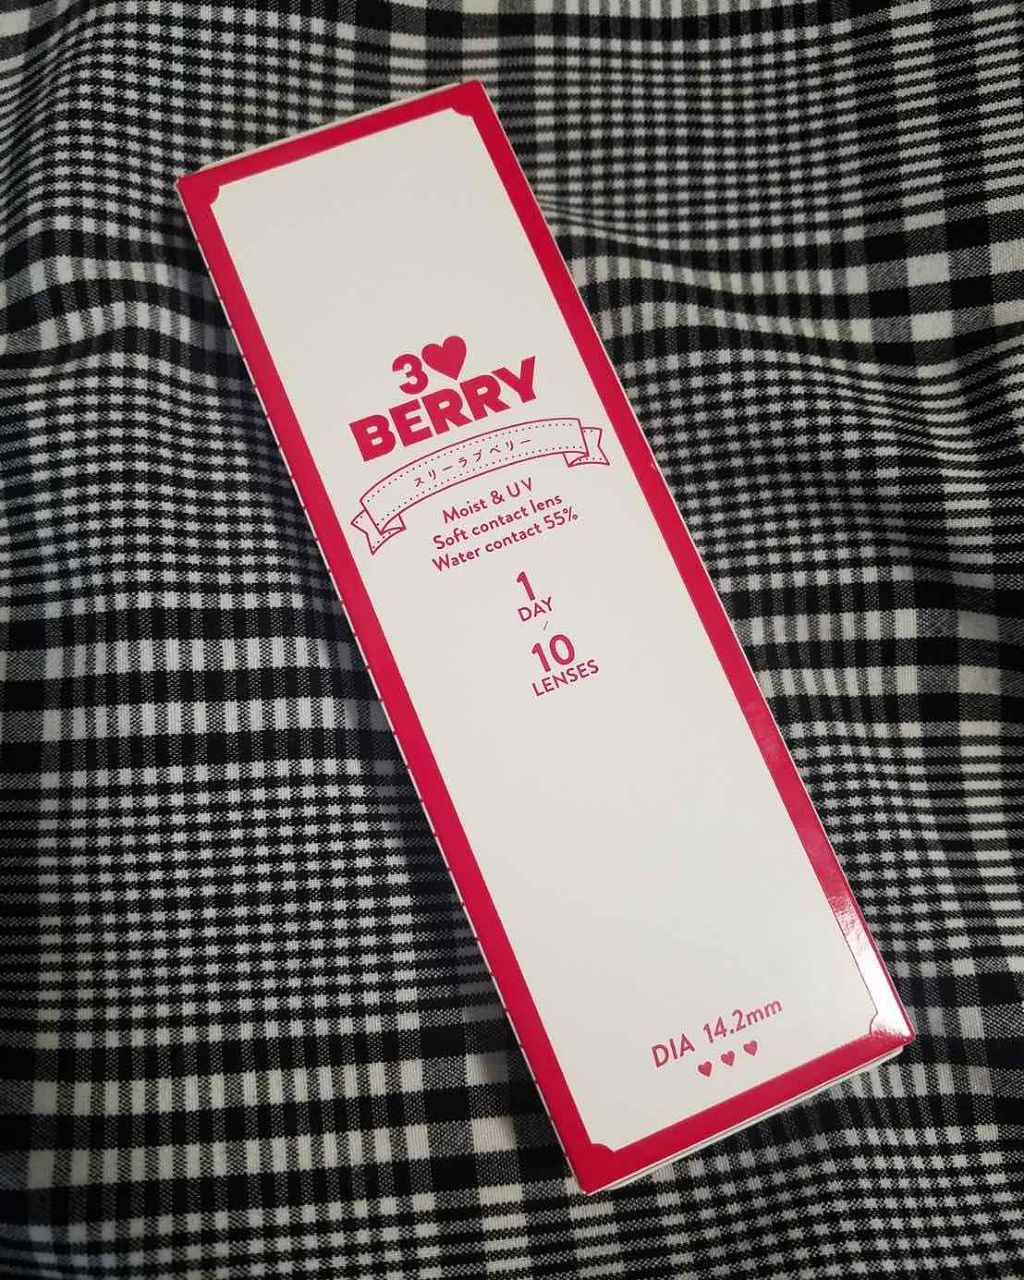 3♥
BERRY
スリーラブベリー
Moist & UV
Soft contact lens
Water contact 55%
1
DAY
/
10
LENSES
DIA 14.2mm
♥ ♥ ♥